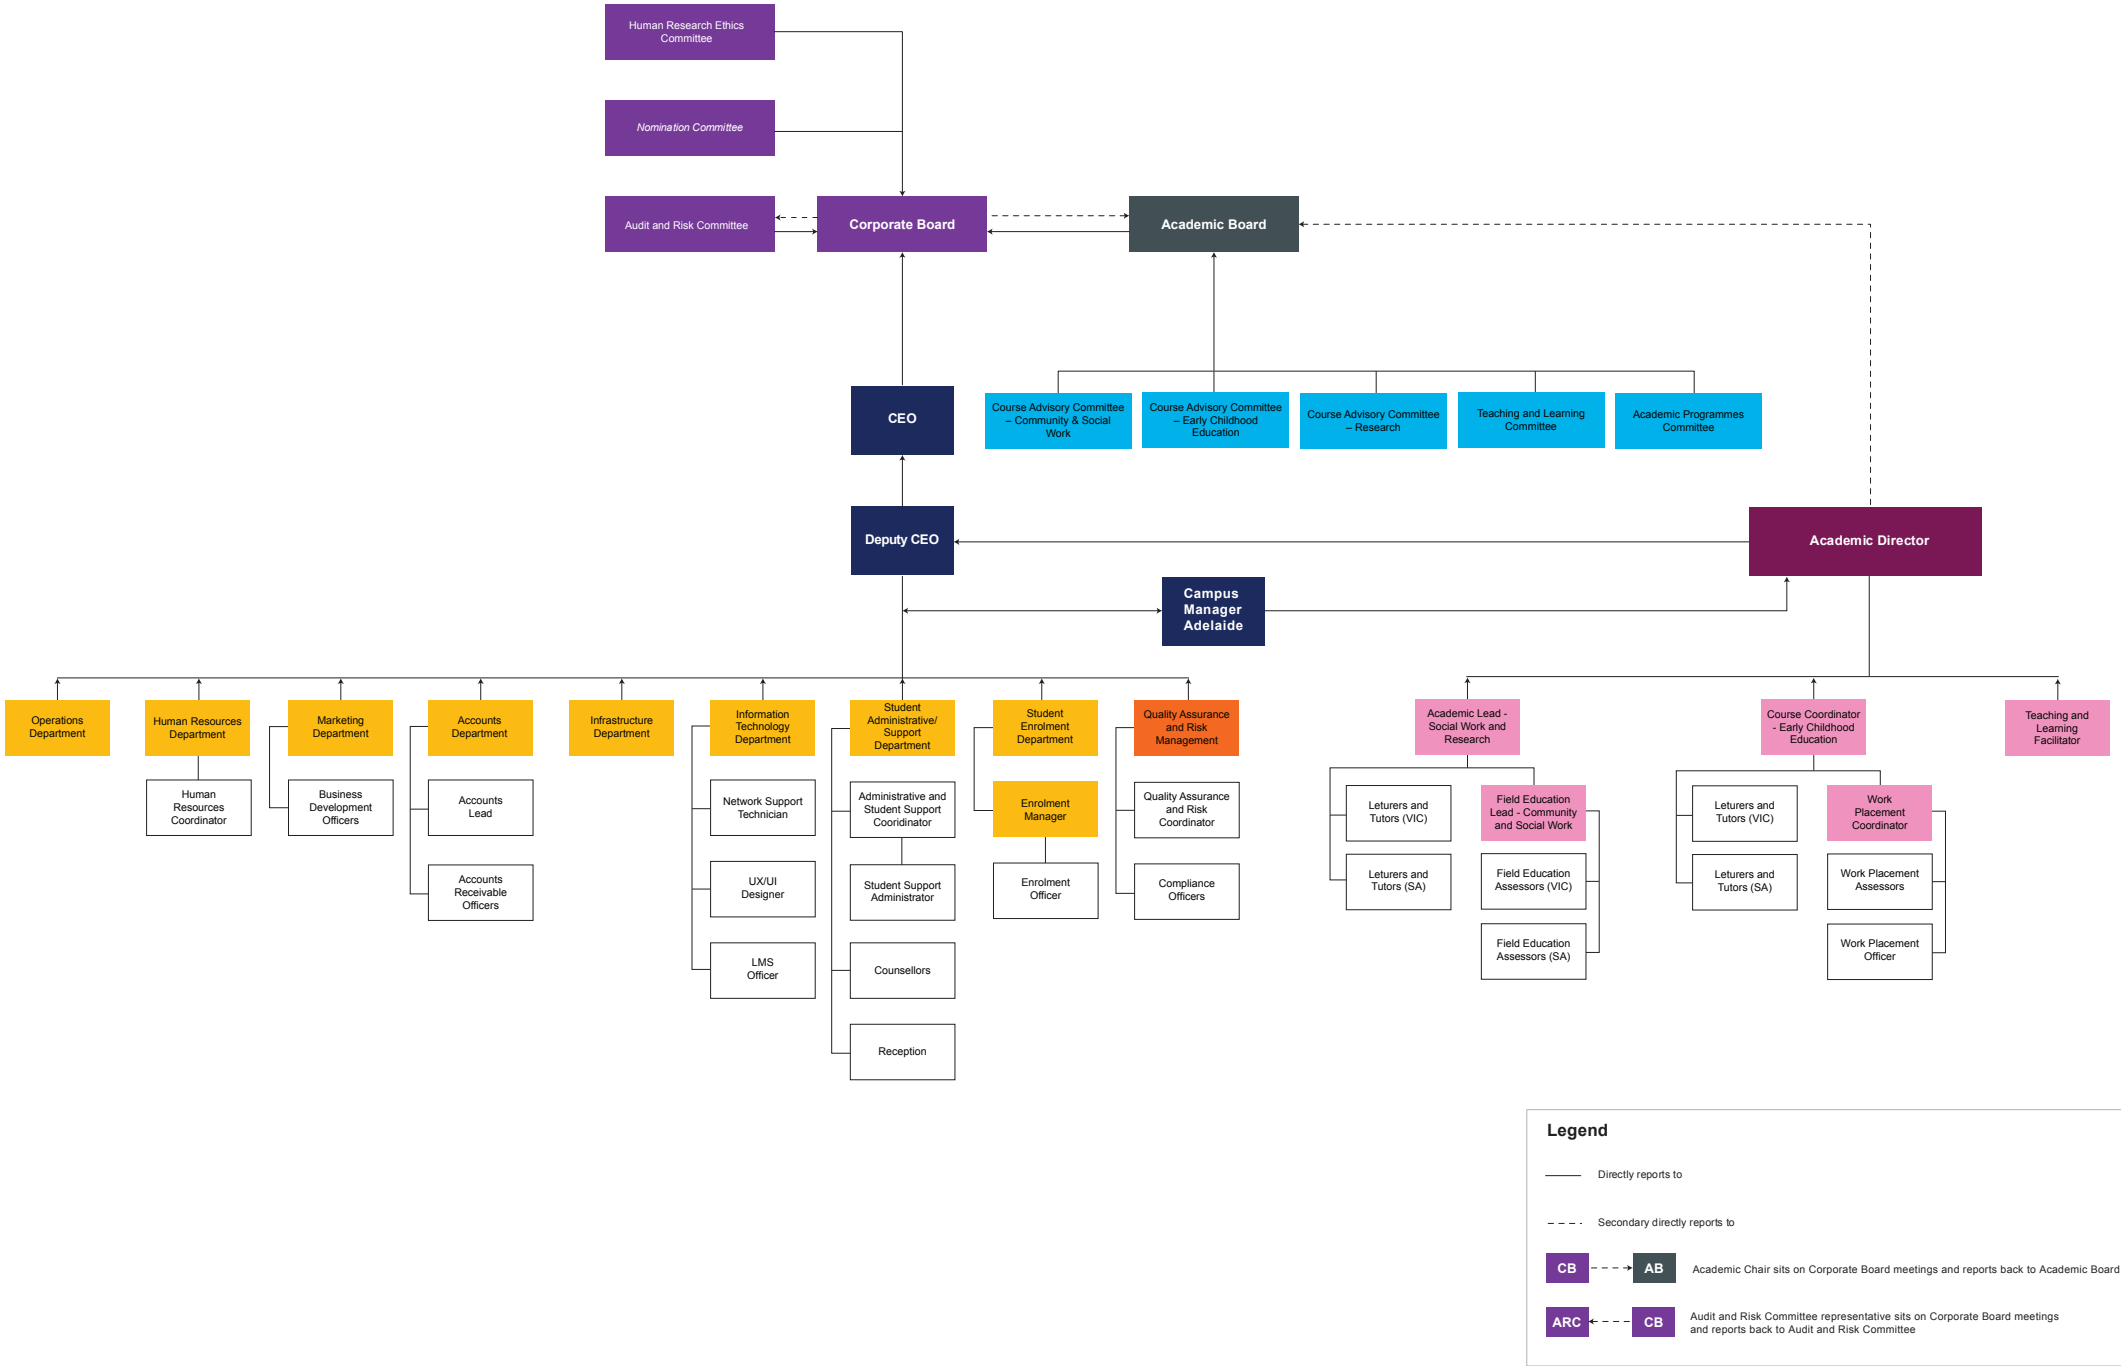 Human Research Ethics
Committee
Nomination Committee
Audit and Risk Committee
Corporate Board
Academic Board
CEO
Course Advisory Committee
– Community & Social
Work
Course Advisory Committee
– Early Childhood
Education
Course Advisory Committee
– Research
Teaching and Learning
Committee
Academic Programmes
Committee
Deputy CEO
Academic Director
Campus
Manager
Adelaide
Operations
Department
Human Resources
Department
Marketing
Department
Accounts
Department
Infrastructure
Department
Information
Technology
Department
Student
Administrative/
Support
Department
Student
Enrolment
Department
Quality Assurance
and Risk
Management
Academic Lead -
Social Work and
Research
Course Coordinator
- Early Childhood
Education
Teaching and
Learning
Facilitator
Human
Resources
Coordinator
Business
Development
Officers
Accounts
Lead
Network Support
Technician
Administrative and
Student Support
Cooridinator
Enrolment
Manager
Quality Assurance
and Risk
Coordinator
Leturers and
Tutors (VIC)
Field Education
Lead - Community
and Social Work
Leturers and
Tutors (VIC)
Work
Placement
Coordinator
Accounts
Receivable
Officers
UX/UI
Designer
Student Support
Administrator
Enrolment
Officer
Compliance
Officers
Leturers and
Tutors (SA)
Field Education
Assessors (VIC)
Leturers and
Tutors (SA)
Work Placement
Assessors
LMS
Officer
Counsellors
Field Education
Assessors (SA)
Work Placement
Officer
Reception
Legend
Directly reports to
Secondary directly reports to
CB
AB
Academic Chair sits on Corporate Board meetings and reports back to Academic Board
ARC
CB
Audit and Risk Committee representative sits on Corporate Board meetings
and reports back to Audit and Risk Committee